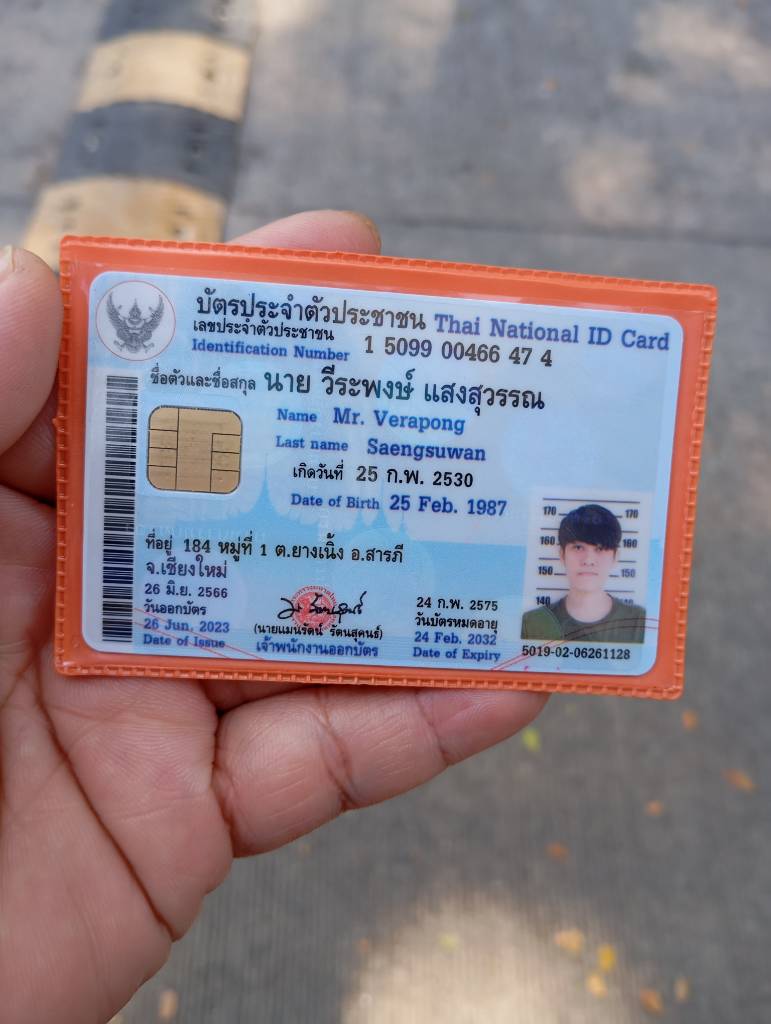 บัตรประจำตัวประชาชน Thai National ID Card
เลขประจำตัวประชาชน
Identification Number 1 5099 00466 47 4
ชื่อตัวและชื่อสกุล นาย วีระพงษ์ แสงสุวรรณ
Name Mr. Verapong
Last name Saengsuwan
เกิดวันที่ 25 ก.พ. 2530
Date of Birth 25 Feb. 1987
ที่อยู่ 184 หมู่ที่ 1 ต.ยางเนิ้ง อ.สารภี
จ.เชียงใหม่
26 มิ.ย. 2566
วันออกบัตร
26 Jun. 2023
Date of Issue
(นายแมนรัตน์ รัตนสุคนธ์)
เจ้าพนักงานออกบัตร
24 ก.พ. 2575
วันบัตรหมดอายุ
24 Feb. 2032
Date of Expiry
170 170
160 160
150 150
140
5019-02-06261128